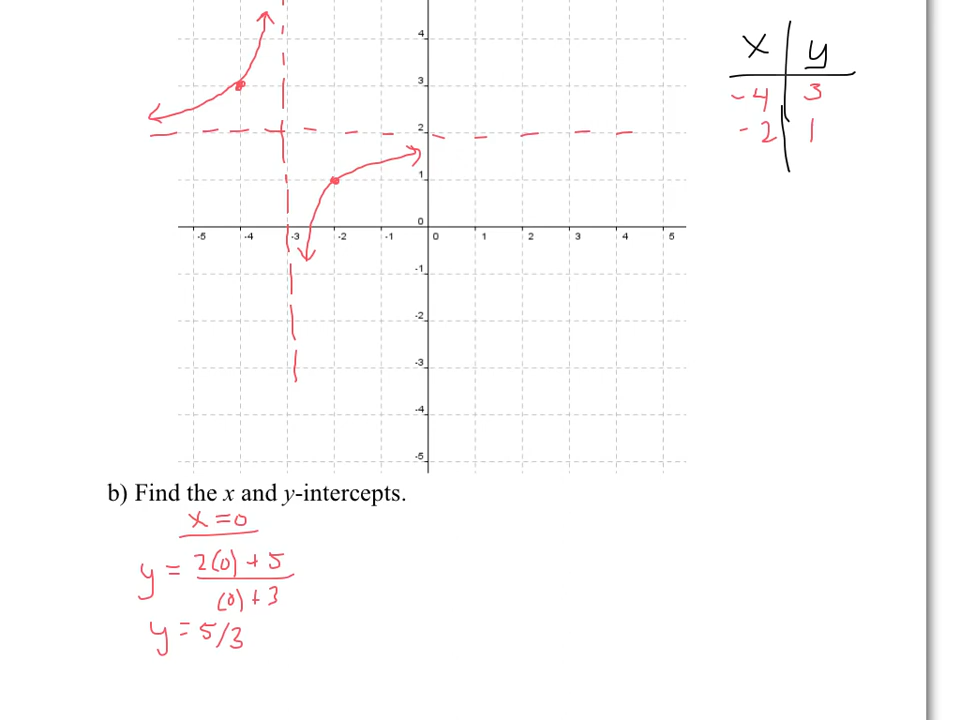 x y
-4 3
-2 1
4
3
2
1
0
-5 -4 -3 -2 -1 0 1 2 3 4 5
-1
-2
-3
-4
-5
b) Find the x and y-intercepts.
x = 0
y = 2(0) + 5
(0) + 3
y = 5/3